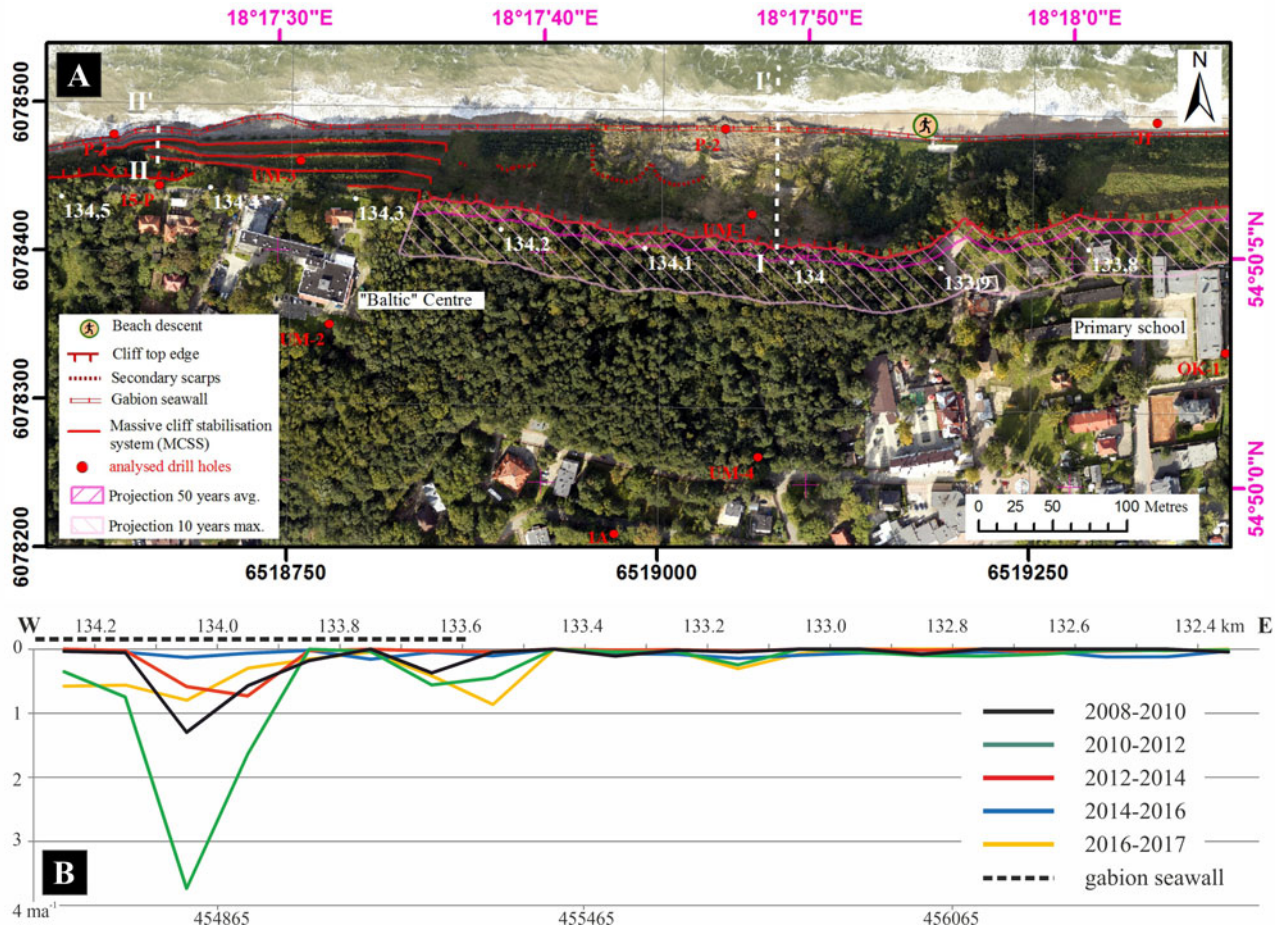 18°17'30"E 18°17'40"E 18°17'50"E 18°18'0"E
A
N
6078500
6078400
6078300
6078200
54°50'5"N
54°50'0"N
II'
I'
P-2
P-2
J1
II
UM-3
15/P
134,5
134,4
134,3
134,2
UM-1
134,1
I
134
133,91
133,8
"Baltic" Centre
UM-2
Primary school
OK-1
UM-4
1A
Beach descent
Cliff top edge
Secondary scarps
Gabion seawall
Massive cliff stabilisation
system (MCSS)
analysed drill holes
Projection 50 years avg.
Projection 10 years max.
0 25 50 100 Metres
6518750 6519000 6519250
W 134.2 134.0 133.8 133.6 133.4 133.2 133.0 132.8 132.6 132.4 km E
0
1
2
3
4 ma⁻¹
B
2008-2010
2010-2012
2012-2014
2014-2016
2016-2017
gabion seawall
454865 455465 456065